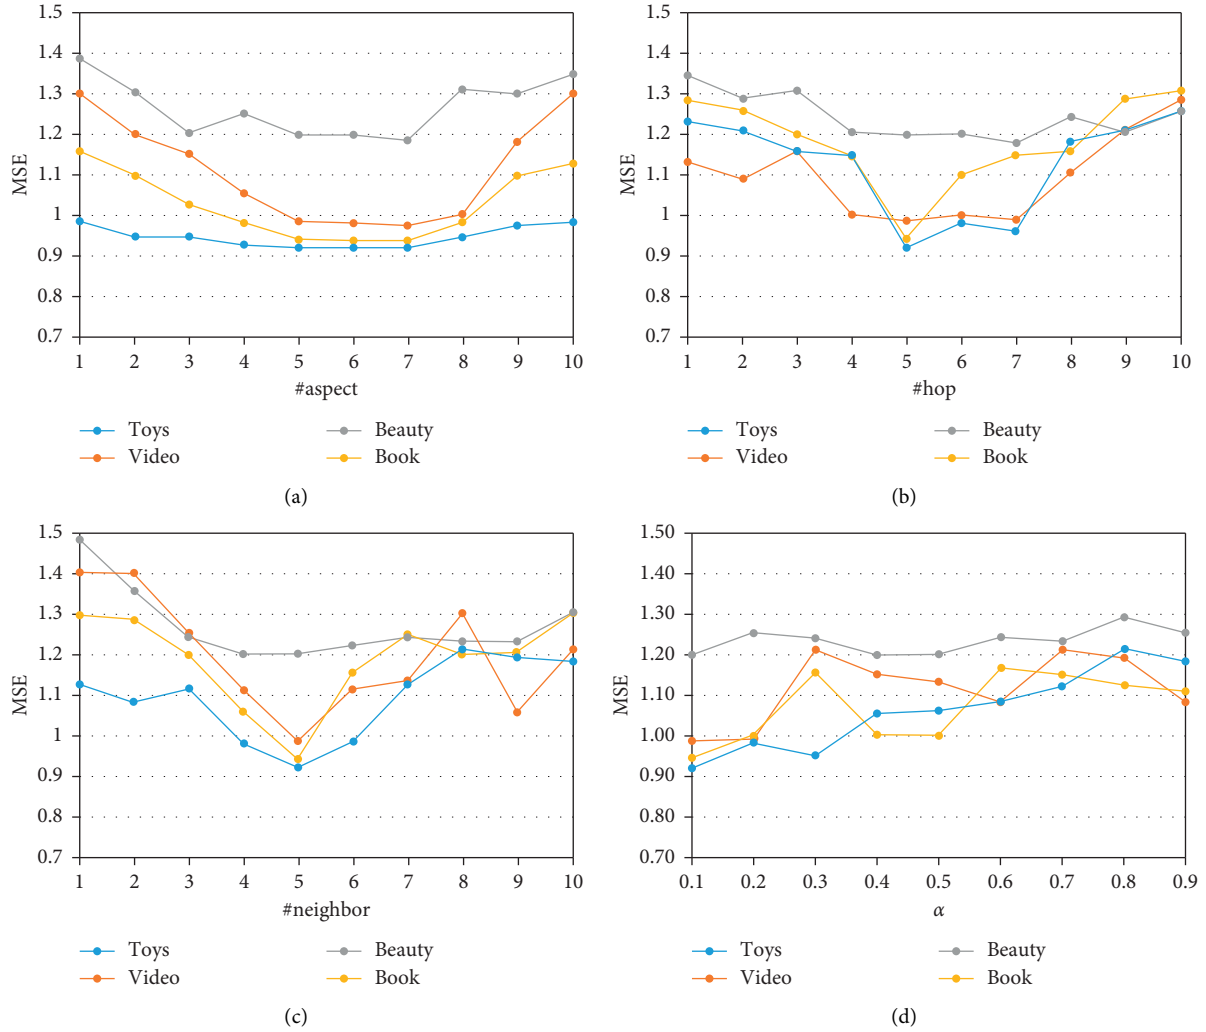 1.5
1.4
1.3
1.2
1.1
1
0.9
0.8
0.7
MSE
1 2 3 4 5 6 7 8 9 10
#aspect
Toys Beauty
Video Book
(a)
1.5
1.4
1.3
1.2
1.1
1
0.9
0.8
0.7
MSE
1 2 3 4 5 6 7 8 9 10
#hop
Toys Beauty
Video Book
(b)
1.5
1.4
1.3
1.2
1.1
1
0.9
0.8
0.7
MSE
1 2 3 4 5 6 7 8 9 10
#neighbor
Toys Beauty
Video Book
(c)
1.50
1.40
1.30
1.20
1.10
1.00
0.90
0.80
0.70
MSE
0.1 0.2 0.3 0.4 0.5 0.6 0.7 0.8 0.9
α
Toys Beauty
Video Book
(d)